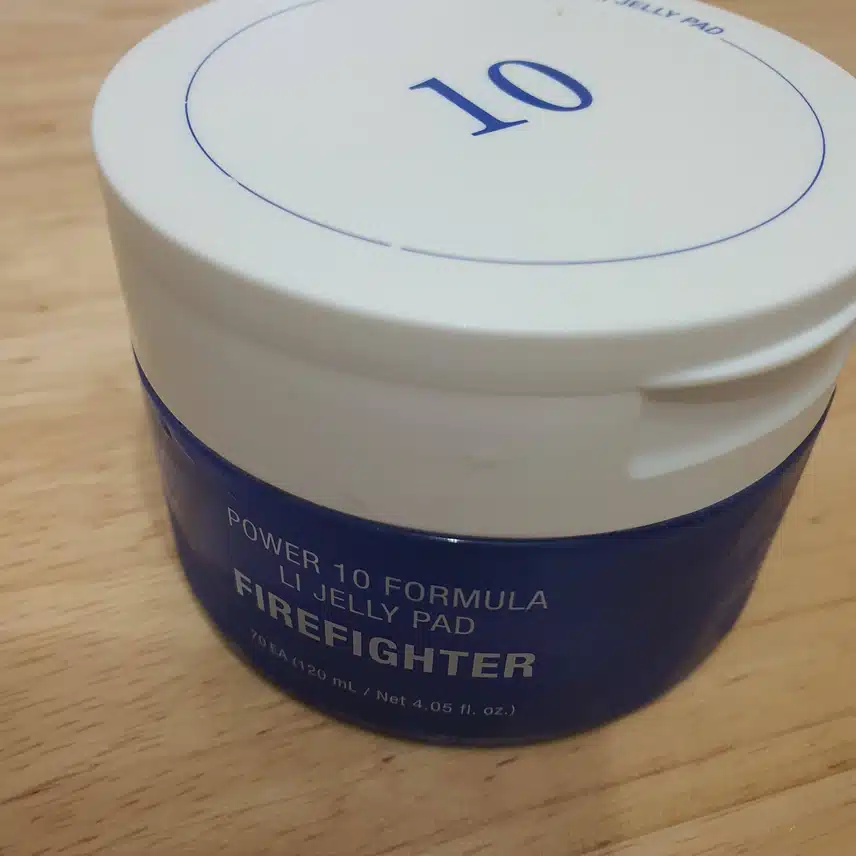 JELLY PAD
10
POWER 10 FORMULA
LI JELLY PAD
FIREFIGHTER
70 EA (120 mL / Net 4.05 fl. oz.)